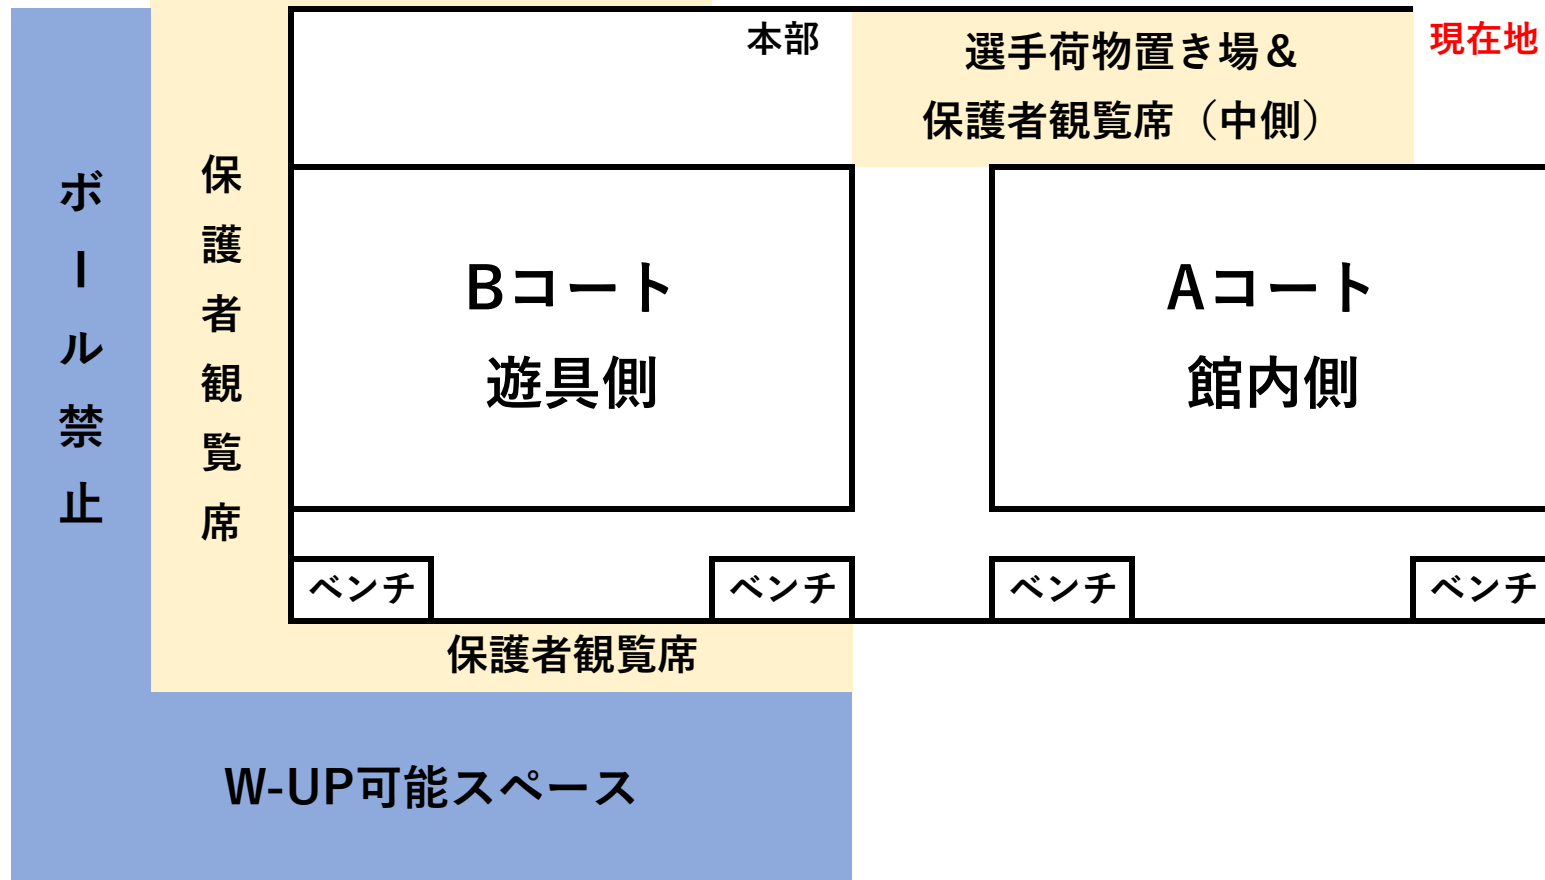 本部
選手荷物置き場＆
保護者観覧席（中側）
現在地
ボール禁止
保護者観覧席
Bコート
遊具側
Aコート
館内側
ベンチ
ベンチ
ベンチ
ベンチ
保護者観覧席
W-UP可能スペース